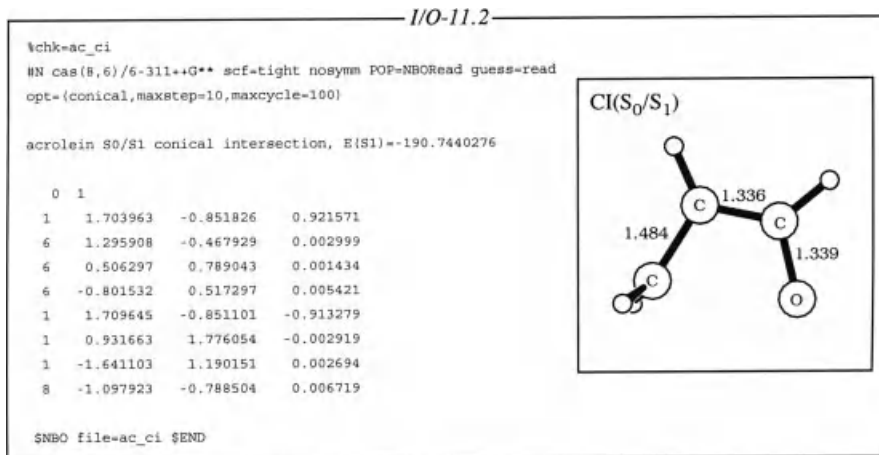 I/O-11.2
%chk=ac_ci
#N cas(8,6)/6-311++G** scf=tight nosymm POP=NBORead guess=read
opt=(conical,maxstep=10,maxcycle=100)
acrolein S0/S1 conical intersection, E(S1)=-190.7440276
0 1
1 1.703963 -0.851826 0.921571
6 1.295908 -0.467929 0.002999
6 0.506297 0.789043 0.001434
6 -0.801532 0.517297 0.005421
1 1.709645 -0.851101 -0.913279
1 0.931663 1.776054 -0.002919
1 -1.641103 1.190151 0.002694
8 -1.097923 -0.788504 0.006719
$NBO file=ac_ci $END
CI(S₀/S₁)
1.336
C
C
1.484
1.339
C
O